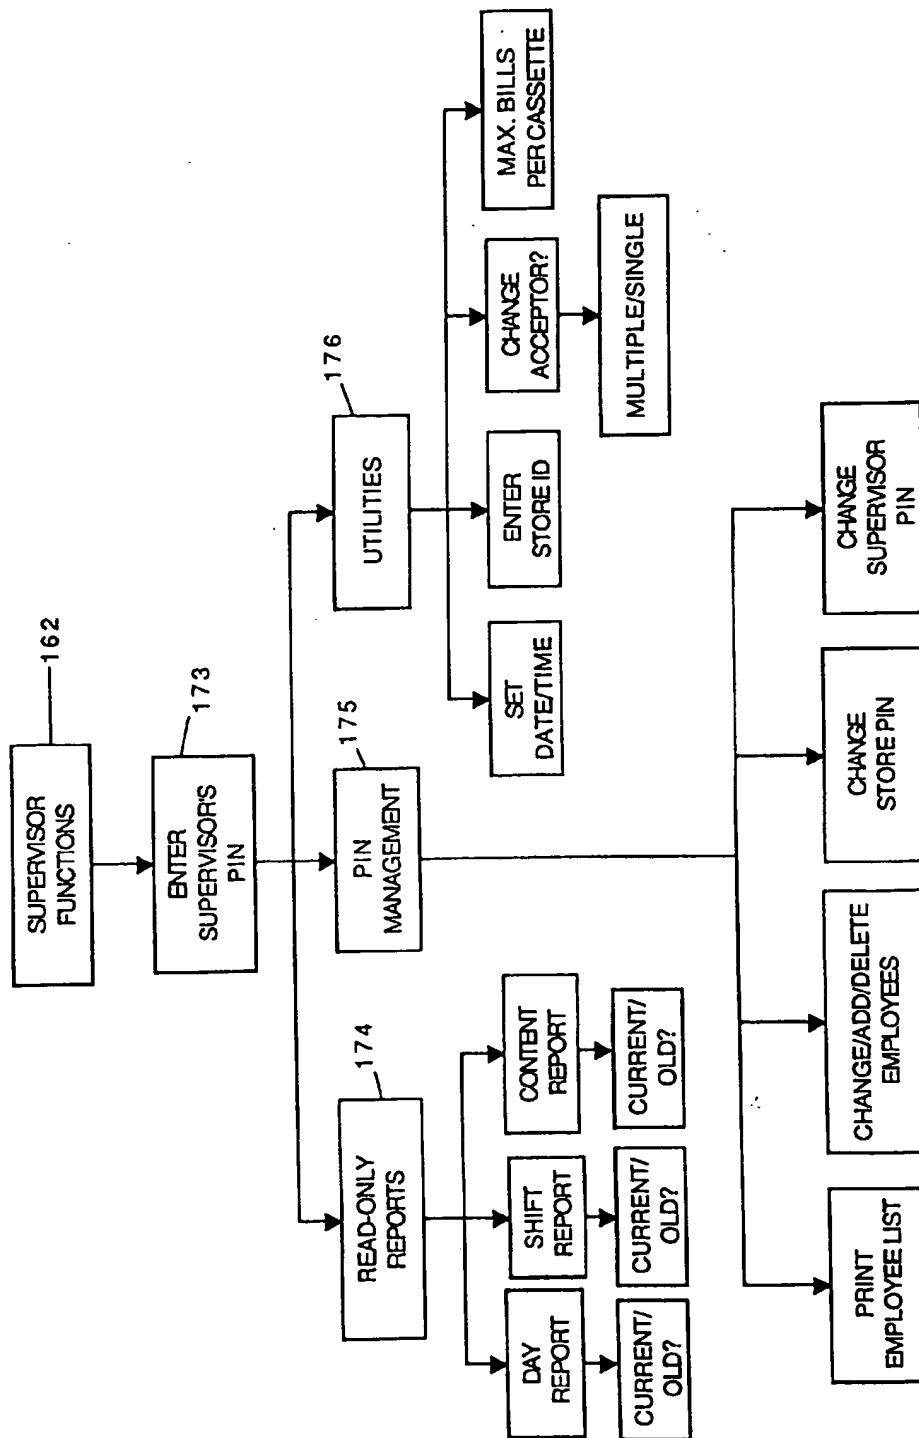 SUPERVISOR
FUNCTIONS
162
ENTER
SUPERVISOR'S
PIN
173
READ-ONLY
REPORTS
174
PIN
MANAGEMENT
175
UTILITIES
176
DAY
REPORT
SHIFT
REPORT
CONTENT
REPORT
SET
DATE/TIME
ENTER
STORE ID
CHANGE
ACCEPTOR?
MAX. BILLS
PER CASSETTE
CURRENT/
OLD?
CURRENT/
OLD?
CURRENT/
OLD?
MULTIPLE/SINGLE
PRINT
EMPLOYEE LIST
CHANGE/ADD/DELETE
EMPLOYEES
CHANGE
STORE PIN
CHANGE
SUPERVISOR
PIN